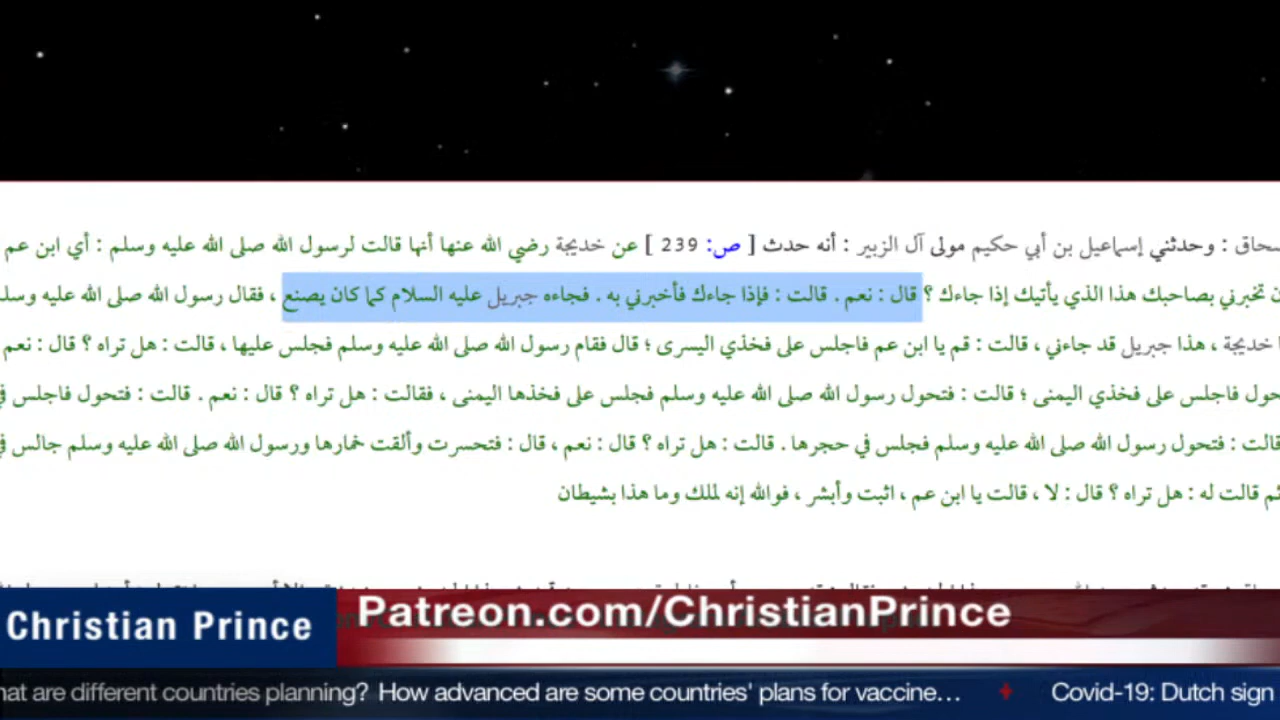 سحاق : وحدثني إسماعيل بن أبي حكيم مولى آل الزبير : أنه حدث [ ص: 239 ] عن خديجة رضي الله عنها أنها قالت لرسول الله صلى الله عليه وسلم : أي ابن عم
تخبرني بصاحبك هذا الذي يأتيك إذا جاءك ؟ قال : نعم . قالت : فإذا جاءك فأخبرني به . فجاءه جبريل عليه السلام كما كان يصنع ، فقال رسول الله صلى الله عليه وسلم
خديجة ، هذا جبريل قد جاءني ، قالت : قم يا ابن عم فاجلس على فخذي اليسرى ؛ قال فقام رسول الله صلى الله عليه وسلم فجلس عليها ، قالت : هل تراه ؟ قال : نعم
حول فاجلس على فخذي اليمنى ؛ قالت : فتحول رسول الله صلى الله عليه وسلم فجلس على فخذها اليمنى ، فقالت : هل تراه ؟ قال : نعم . قالت : فتحول فاجلس في
قالت : فتحول رسول الله صلى الله عليه وسلم فجلس في حجرها . قالت : هل تراه ؟ قال : نعم ، قال : فتحسرت وألقت خمارها ورسول الله صلى الله عليه وسلم جالس في
ثم قالت له : هل تراه ؟ قال : لا ، قالت يا ابن عم ، اثبت وأبشر ، فوالله إنه لملك وما هذا بشيطان
Christian Prince
Patreon.com/ChristianPrince
hat are different countries planning? How advanced are some countries' plans for vaccine… Covid-19: Dutch sign